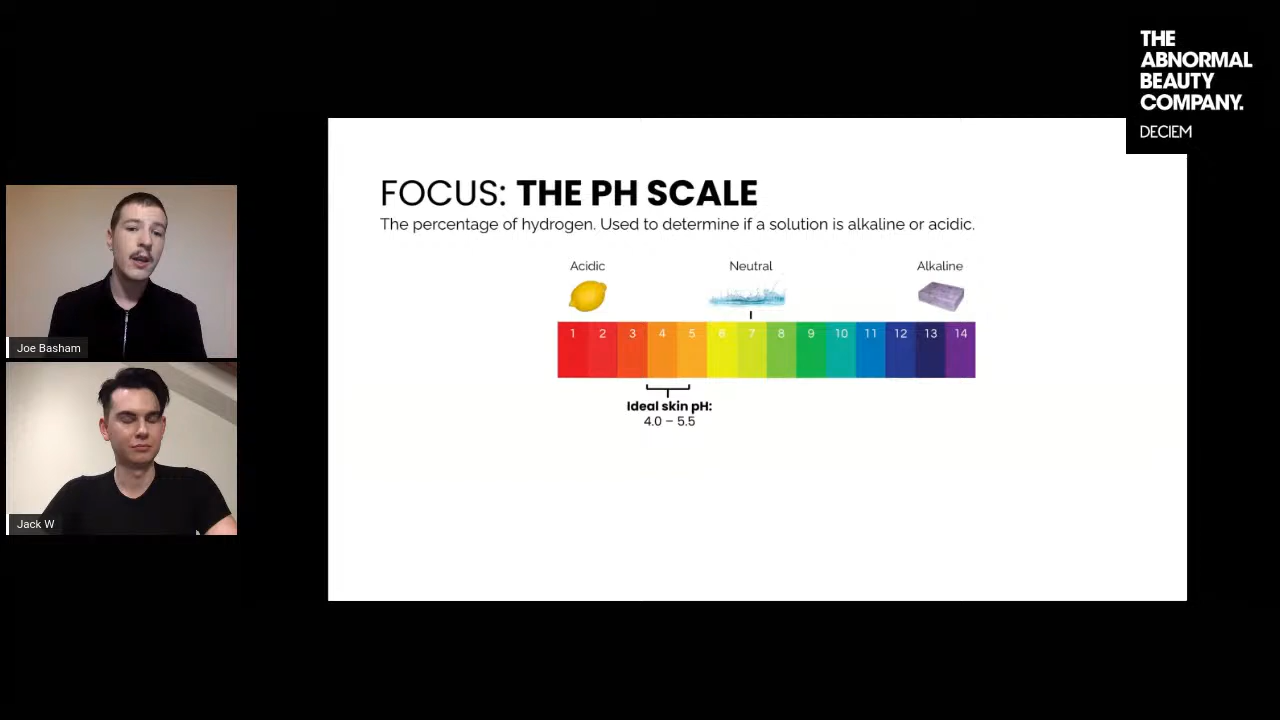 THE
ABNORMAL
BEAUTY
COMPANY.
DECIEM
FOCUS: THE PH SCALE
The percentage of hydrogen. Used to determine if a solution is alkaline or acidic.
Acidic Neutral Alkaline
1 2 3 4 5 6 7 8 9 10 11 12 13 14
Ideal skin pH:
4.0 – 5.5
Joe Basham
Jack W